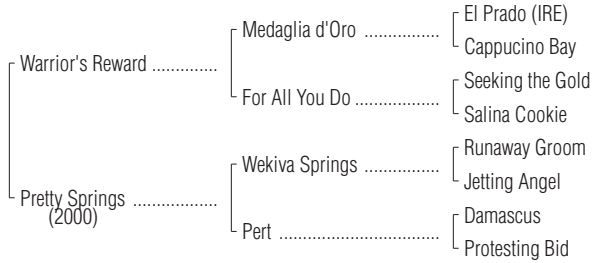 El Prado (IRE)
Medaglia d'Oro ................
Cappucino Bay
Warrior's Reward ..............
Seeking the Gold
For All You Do ..................
Salina Cookie
Runaway Groom
Wekiva Springs ................
Jetting Angel
Pretty Springs ..................
(2000)
Damascus
Pert ..................................
Protesting Bid